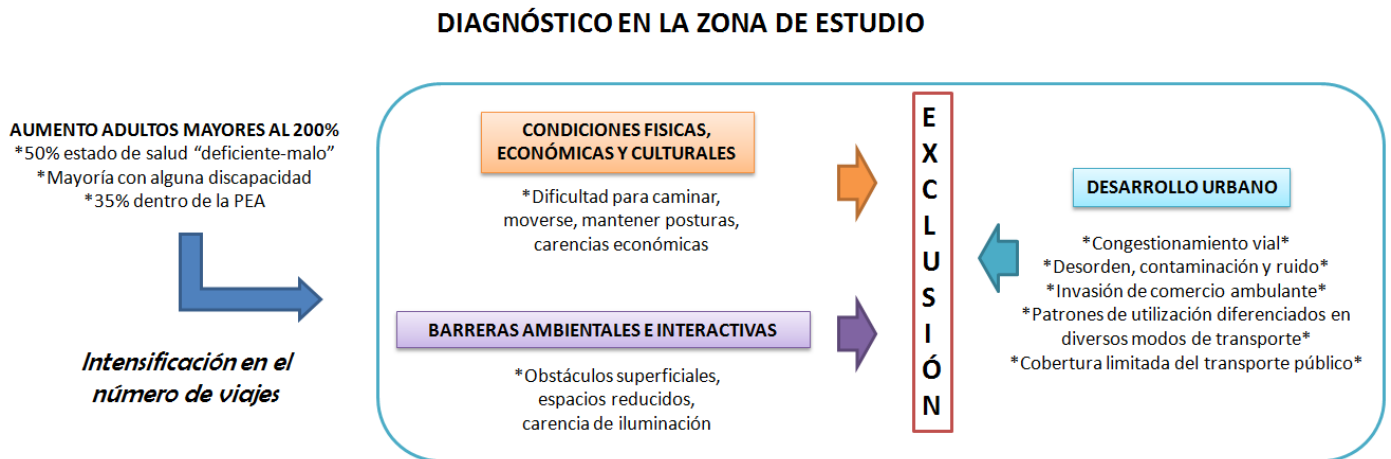 DIAGNÓSTICO EN LA ZONA DE ESTUDIO
AUMENTO ADULTOS MAYORES AL 200%
*50% estado de salud “deficiente-malo”
*Mayoría con alguna discapacidad
*35% dentro de la PEA
Intensificación en el
número de viajes
CONDICIONES FISICAS,
ECONÓMICAS Y CULTURALES
*Dificultad para caminar,
moverse, mantener posturas,
carencias económicas
BARRERAS AMBIENTALES E INTERACTIVAS
*Obstáculos superficiales,
espacios reducidos,
carencia de iluminación
EXCLUSIÓN
DESARROLLO URBANO
*Congestionamiento vial*
*Desorden, contaminación y ruido*
*Invasión de comercio ambulante*
*Patrones de utilización diferenciados en
diversos modos de transporte*
*Cobertura limitada del transporte público*